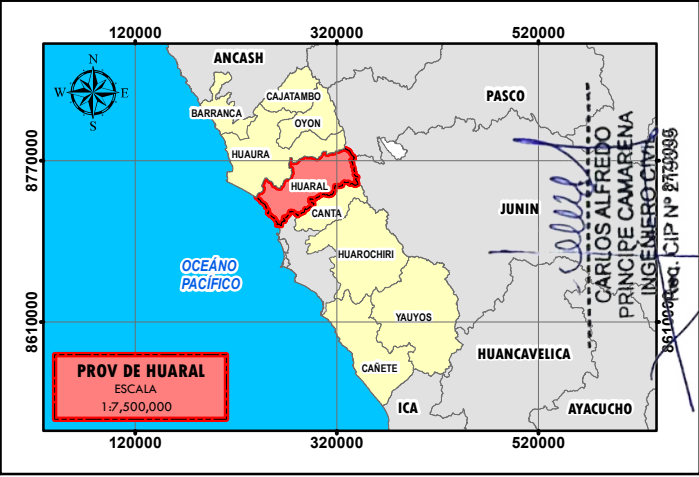 120000 320000 520000
ANCASH
N
W E
S
CAJATAMBO
PASCO
BARRANCA
OYON
HUAURA
8770000 8770000
HUARAL
JUNIN
CANTA
HUAROCHIRI
OCEÁNO
PACÍFICO
YAUYOS
8610000 8610000
HUANCAVELICA
PROV DE HUARAL
ESCALA
1:7,500,000
CAÑETE
ICA
AYACUCHO
120000 320000 520000
CARLOS ALFREDO
PRINCIPE CAMARENA
INGENIERO CIVIL
Reg. CIP Nº